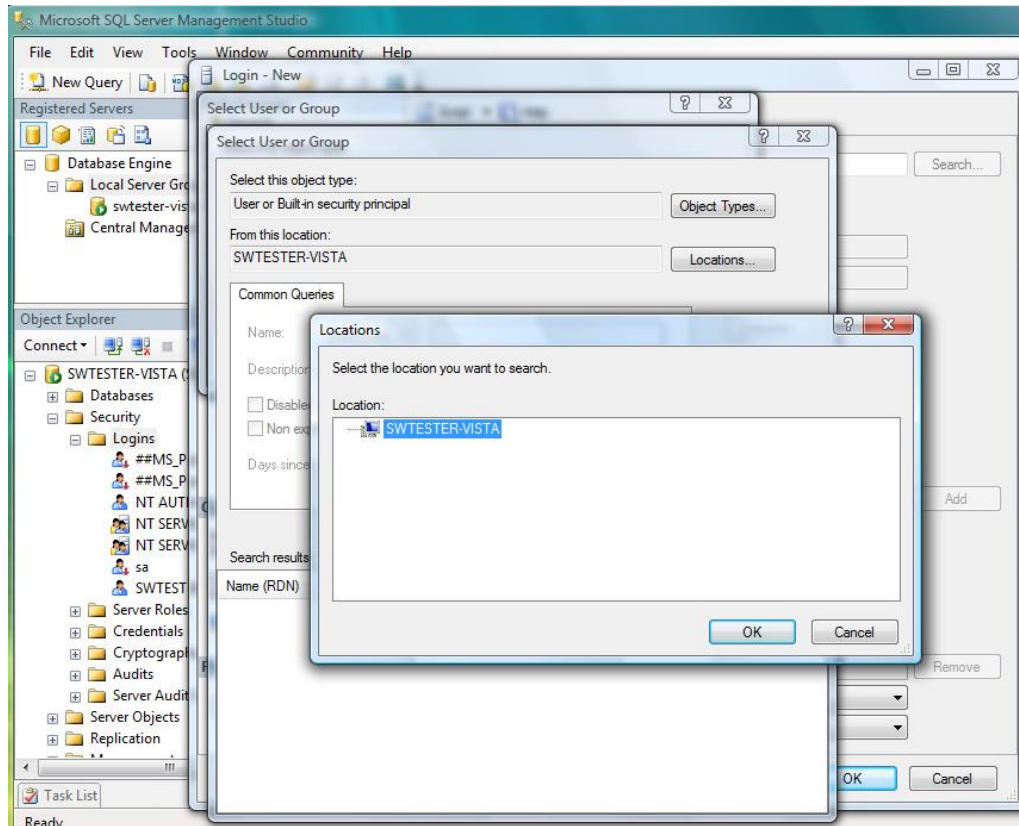 Microsoft SQL Server Management Studio
File Edit View Tools Window Community Help
New Query
Login - New
Registered Servers
Select User or Group
Select User or Group
Database Engine
Local Server Gro
swtester-vis
Central Manage
Search...
Select this object type:
User or Built-in security principal
Object Types...
From this location:
SWTESTER-VISTA
Locations...
Common Queries
Name:
Description
Disable
Non exp
Days since
Object Explorer
Connect
SWTESTER-VISTA (S
Databases
Security
Logins
##MS_P
##MS_P
NT AUT
NT SERV
NT SERV
sa
SWTEST
Server Roles
Credentials
Cryptograph
Audits
Server Audit
Server Objects
Replication
Locations
Select the location you want to search.
Location:
SWTESTER-VISTA
OK Cancel
Add
Search results
Name (RDN)
Remove
OK Cancel
Task List
Ready